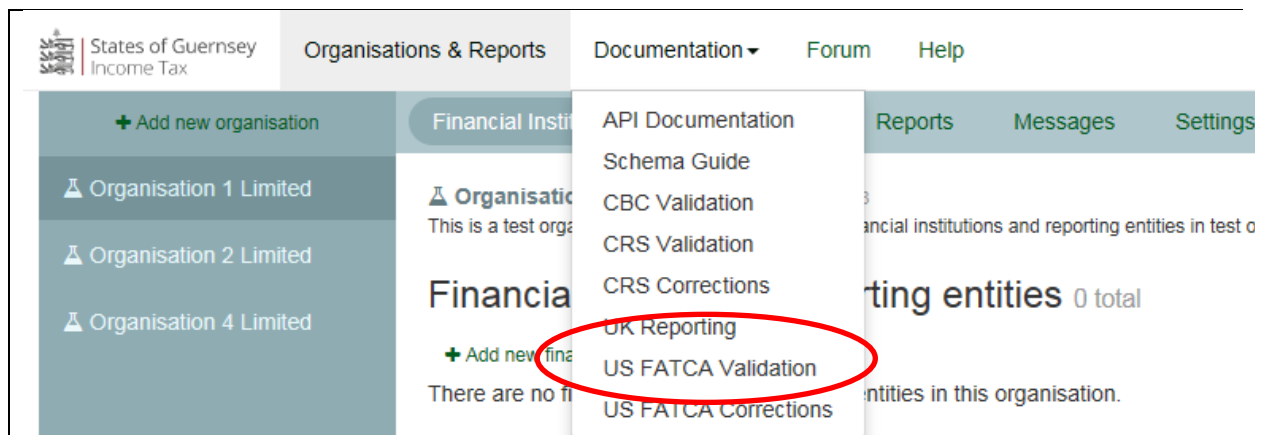 States of Guernsey
Income Tax
Organisations & Reports
Documentation
Forum
Help
+ Add new organisation
Organisation 1 Limited
Organisation 2 Limited
Organisation 4 Limited
Financial Insti
Reports
Messages
Settings
API Documentation
Schema Guide
CBC Validation
CRS Validation
CRS Corrections
UK Reporting
US FATCA Validation
US FATCA Corrections
Organisatio
This is a test orga ancial institutions and reporting entities in test o
Financia rting entities 0 total
+ Add new fina
There are no fi ntities in this organisation.